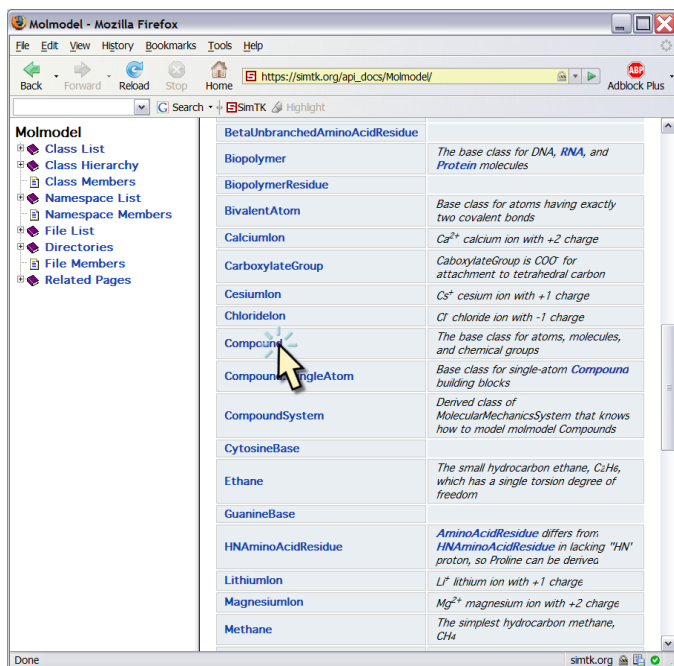 Molmodel - Mozilla Firefox
File Edit View History Bookmarks Tools Help
Back Forward Reload Stop Home https://simtk.org/api_docs/Molmodel/ ABP Adblock Plus
G Search SimTK Highlight
Molmodel
Class List
Class Hierarchy
Class Members
Namespace List
Namespace Members
File List
Directories
File Members
Related Pages
BetaUnbranchedAminoAcidResidue
Biopolymer
The base class for DNA, RNA, and
Protein molecules
BiopolymerResidue
BivalentAtom
Base class for atoms having exactly
two covalent bonds
CalciumIon
Ca²⁺ calcium ion with +2 charge
CarboxylateGroup
CaboxylateGroup is COO⁻ for
attachment to tetrahedral carbon
CesiumIon
Cs⁺ cesium ion with +1 charge
ChlorideIon
Cl⁻ chloride ion with -1 charge
Compound
The base class for atoms, molecules,
and chemical groups
Base class for single-atom Compound
building blocks
CompoundSystem
Derived class of
MolecularMechanicsSystem that knows
how to model molmodel Compounds
CytosineBase
Ethane
The small hydrocarbon ethane, C₂H₆,
which has a single torsion degree of
freedom
GuanineBase
HNAminoAcidResidue
AminoAcidResidue differs from
HNAminoAcidResidue in lacking "HN"
proton, so Proline can be derived
LithiumIon
Li⁺ lithium ion with +1 charge
MagnesiumIon
Mg²⁺ magnesium ion with +2 charge
Methane
The simplest hydrocarbon methane,
CH₄
Done simtk.org